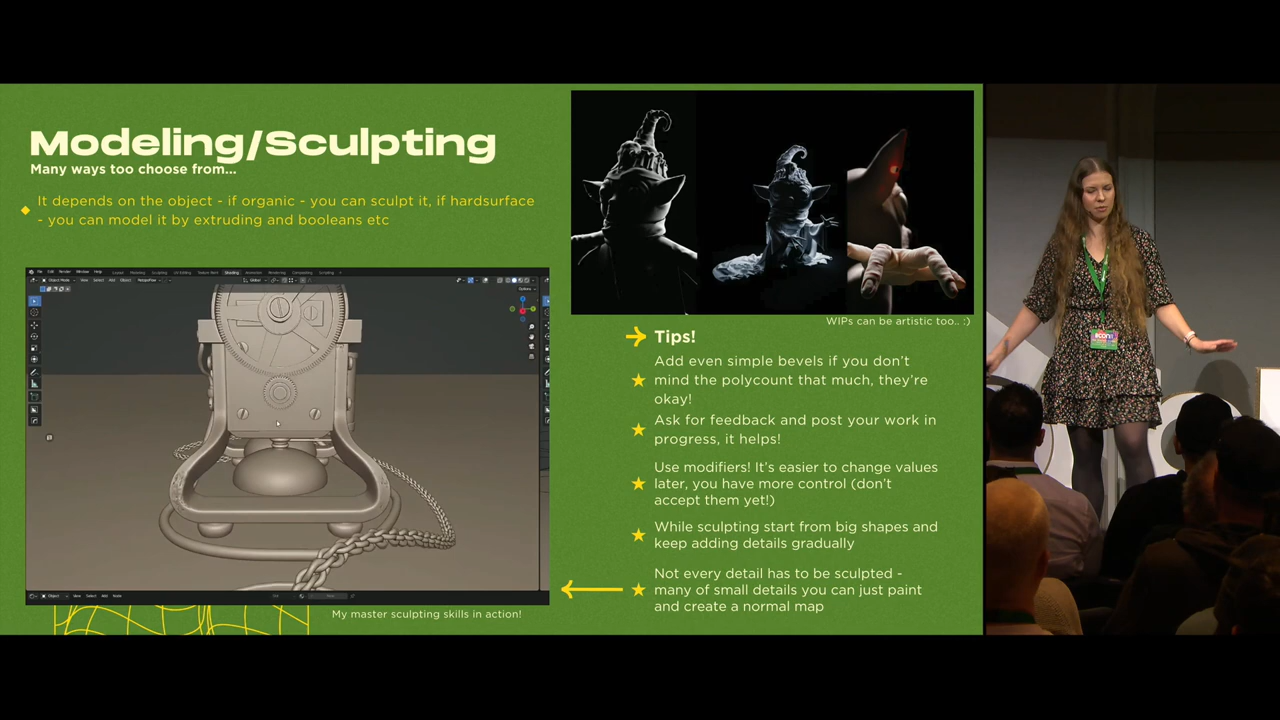 Modeling/Sculpting
Many ways too choose from...
It depends on the object - if organic - you can sculpt it, if hardsurface
- you can model it by extruding and booleans etc
WIPs can be artistic too.. :)
Tips!
Add even simple bevels if you don't
mind the polycount that much, they're
okay!
Ask for feedback and post your work in
progress, it helps!
Use modifiers! It's easier to change values
later, you have more control (don't
accept them yet!)
While sculpting start from big shapes and
keep adding details gradually
Not every detail has to be sculpted -
many of small details you can just paint
and create a normal map
My master sculpting skills in action!